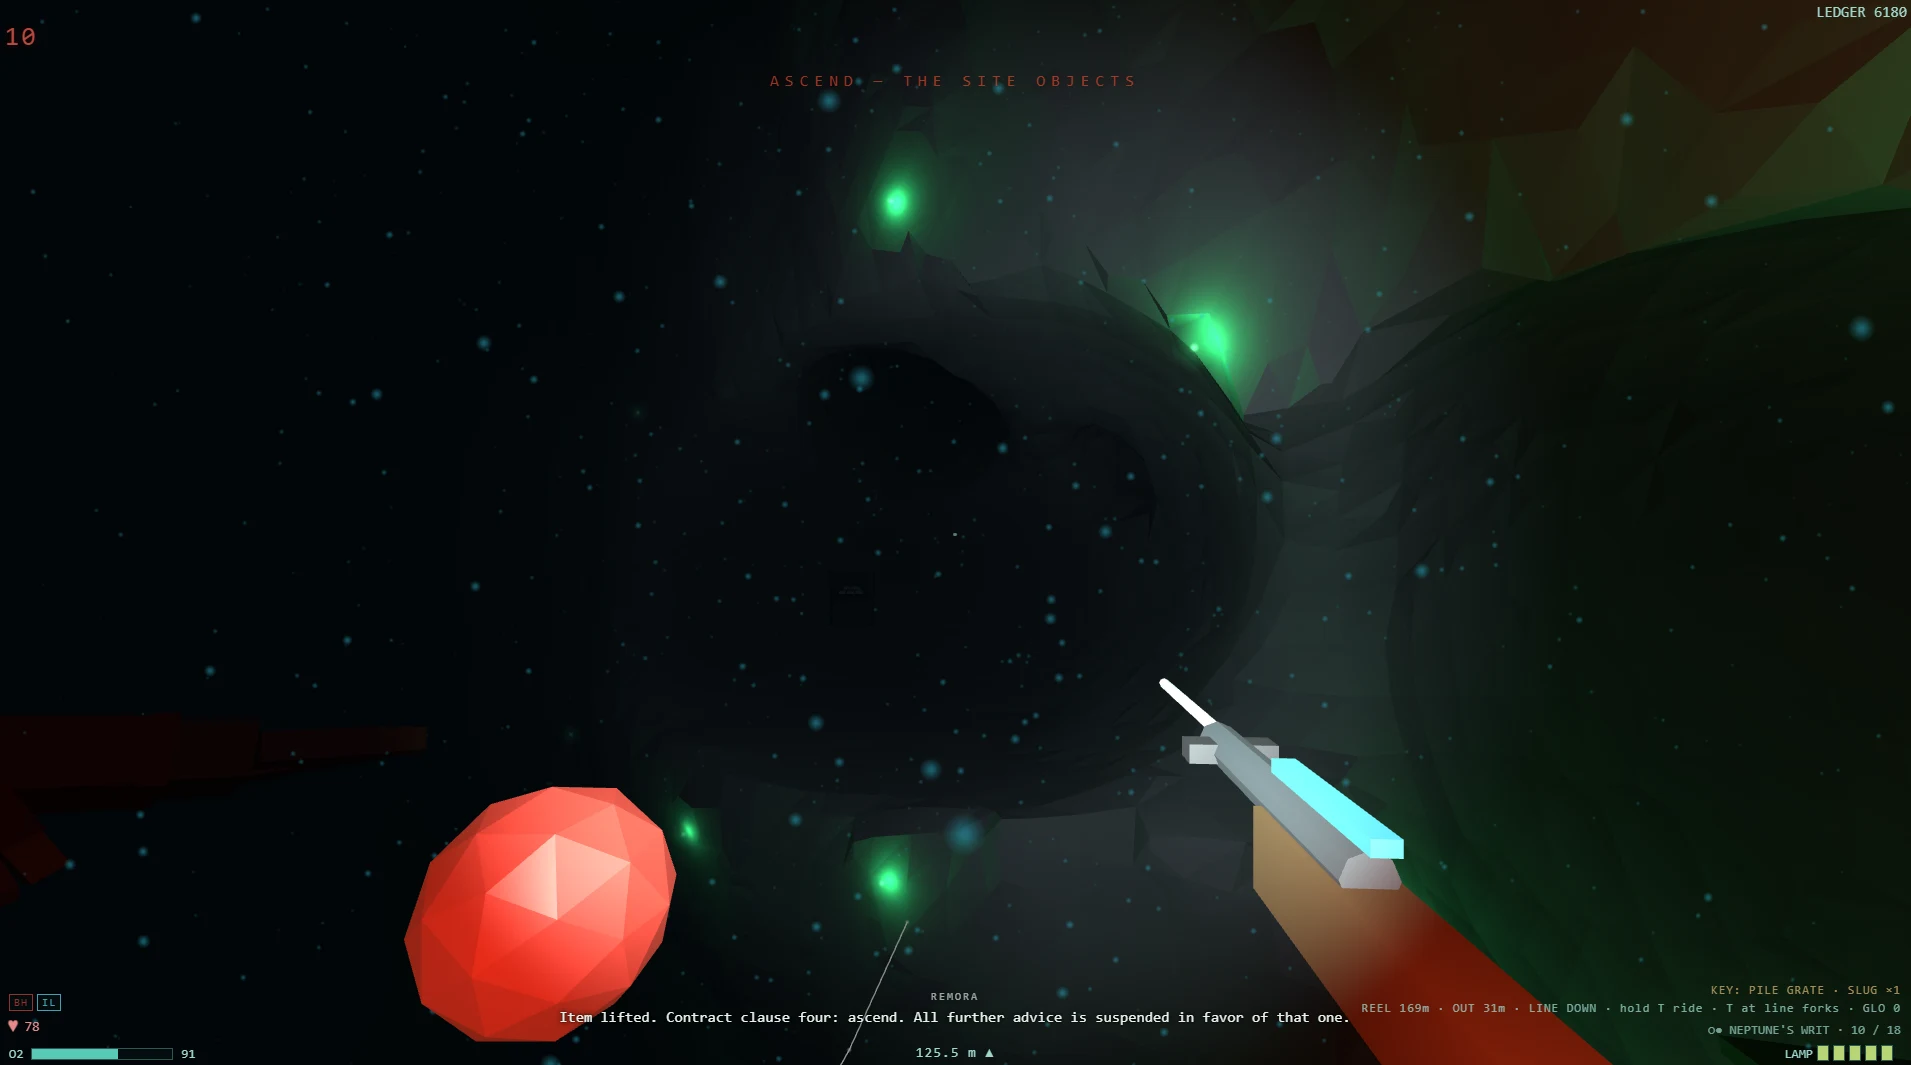 LEDGER 6180
10
ASCEND — THE SITE OBJECTS
BH IL
♥ 78
O2 91
REMORA
Item lifted. Contract clause four: ascend. All further advice is suspended in favor of that one.
125.5 m ▲
KEY: PILE GRATE · SLUG ×1
REEL 169m · OUT 31m · LINE DOWN · hold T ride · T at line forks · GLO 0
○● NEPTUNE'S WRIT · 10 / 18
LAMP